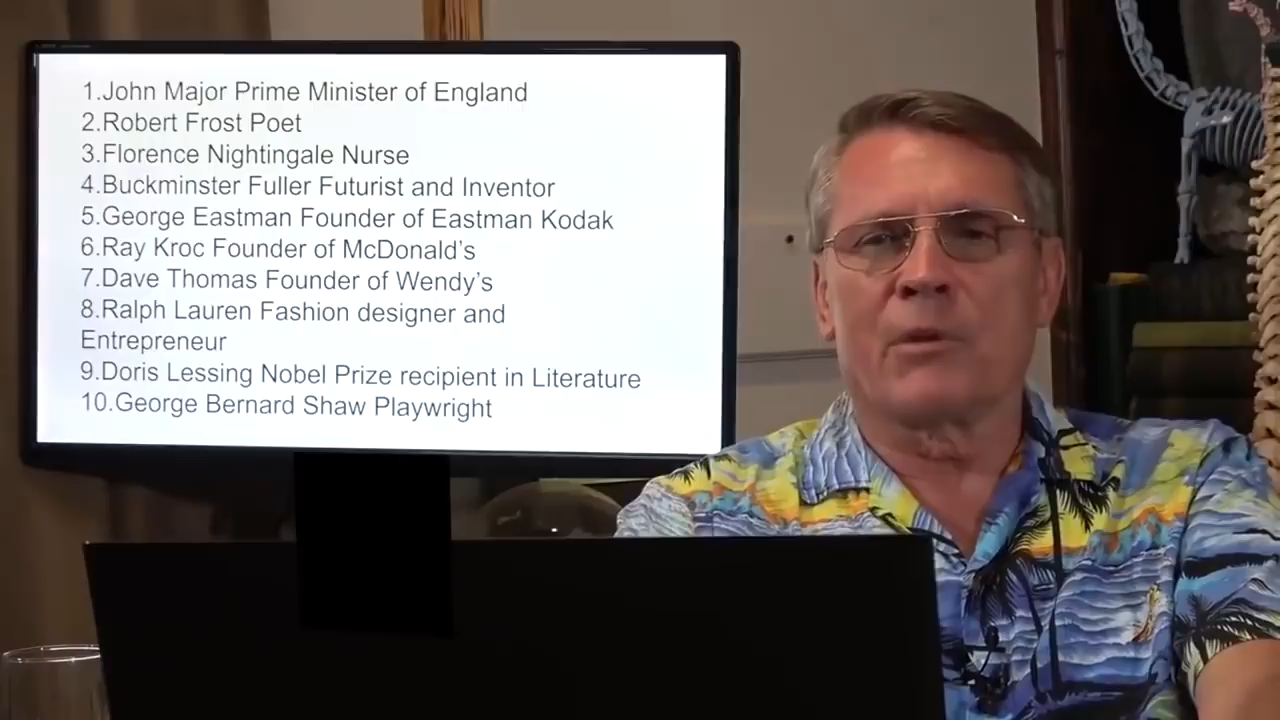 1.John Major Prime Minister of England
2.Robert Frost Poet
3.Florence Nightingale Nurse
4.Buckminster Fuller Futurist and Inventor
5.George Eastman Founder of Eastman Kodak
6.Ray Kroc Founder of McDonald’s
7.Dave Thomas Founder of Wendy’s
8.Ralph Lauren Fashion designer and
Entrepreneur
9.Doris Lessing Nobel Prize recipient in Literature
10.George Bernard Shaw Playwright